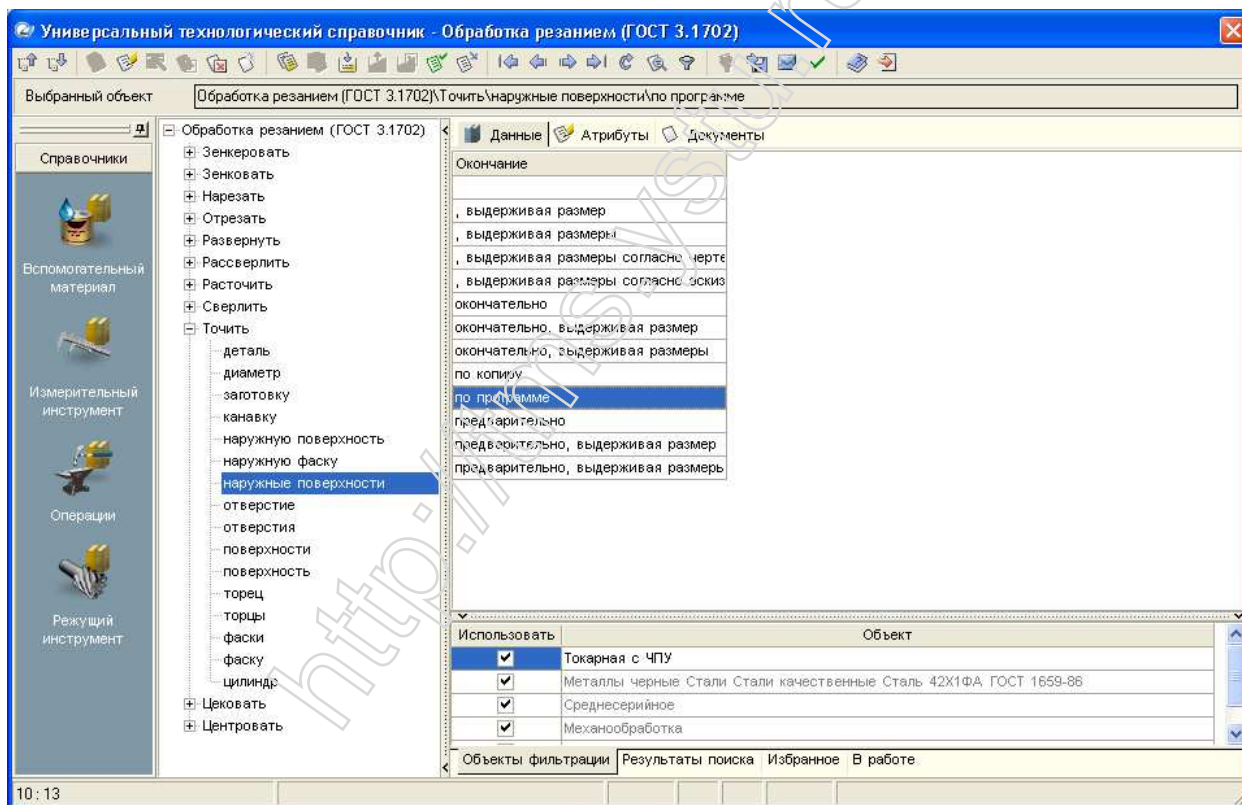 Универсальный технологический справочник - Обработка резанием (ГОСТ 3.1702)
Выбранный объект
Обработка резанием (ГОСТ 3.1702)\Точить\наружные поверхности\по программе
Справочники
Вспомогательный
материал
Измерительный
инструмент
Операции
Режущий
инструмент
Обработка резанием (ГОСТ 3.1702)
Зенкеровать
Зенковать
Нарезать
Отрезать
Развернуть
Рассверлить
Расточить
Сверлить
Точить
деталь
диаметр
заготовку
канавку
наружную поверхность
наружную фаску
наружные поверхности
отверстие
отверстия
поверхности
поверхность
торец
торцы
фаски
фаску
цилиндр
Цековать
Центровать
Данные Атрибуты Документы
Окончание
, выдерживая размер
, выдерживая размеры
, выдерживая размеры согласно черте
, выдерживая размеры согласно эскиз
окончательно
окончательно, выдерживая размер
окончательно, выдерживая размеры
по копиру
по программе
предварительно
предварительно, выдерживая размер
предварительно, выдерживая размеры
Использовать Объект
Токарная с ЧПУ
Металлы черные Стали Стали качественные Сталь 42Х1ФА ГОСТ 1659-86
Среднесерийное
Механообработка
Объекты фильтрации Результаты поиска Избранное В работе
10:13
http://tms.ystu.r